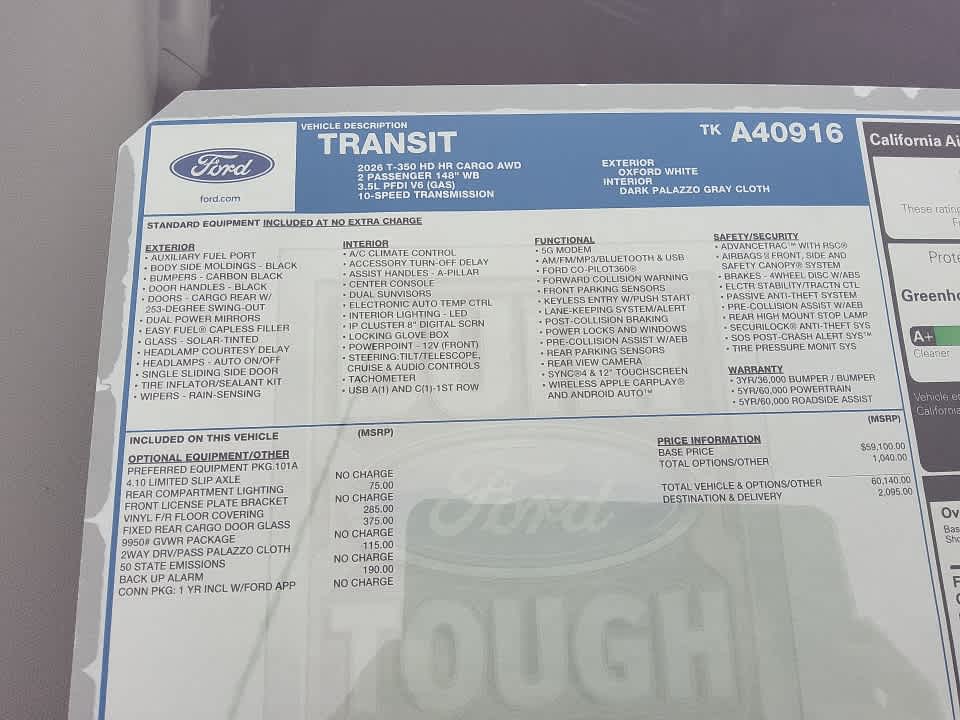 Ford
ford.com
VEHICLE DESCRIPTION
TRANSIT
2026 T-350 HD HR CARGO AWD
2 PASSENGER 148" WB
3.5L PFDI V6 (GAS)
10-SPEED TRANSMISSION
TK A40916
EXTERIOR
OXFORD WHITE
INTERIOR
DARK PALAZZO GRAY CLOTH
STANDARD EQUIPMENT INCLUDED AT NO EXTRA CHARGE
EXTERIOR
• AUXILIARY FUEL PORT
• BODY SIDE MOLDINGS - BLACK
• BUMPERS - CARBON BLACK
• DOOR HANDLES - BLACK
• DOORS - CARGO REAR W/
253-DEGREE SWING-OUT
• DUAL POWER MIRRORS
• EASY FUEL® CAPLESS FILLER
• GLASS - SOLAR-TINTED
• HEADLAMP COURTESY DELAY
• HEADLAMPS - AUTO ON/OFF
• SINGLE SLIDING SIDE DOOR
• TIRE INFLATOR/SEALANT KIT
• WIPERS - RAIN-SENSING
INTERIOR
• A/C CLIMATE CONTROL
• ACCESSORY TURN-OFF DELAY
• ASSIST HANDLES - A-PILLAR
• CENTER CONSOLE
• DUAL SUNVISORS
• ELECTRONIC AUTO TEMP CTRL
• INTERIOR LIGHTING - LED
• IP CLUSTER 8" DIGITAL SCRN
• LOCKING GLOVE BOX
• POWERPOINT - 12V (FRONT)
• STEERING:TILT/TELESCOPE,
CRUISE & AUDIO CONTROLS
• TACHOMETER
• USB A(1) AND C(1)-1ST ROW
FUNCTIONAL
• 5G MODEM
• AM/FM/MP3/BLUETOOTH & USB
• FORD CO-PILOT360®
• FORWARD COLLISION WARNING
• FRONT PARKING SENSORS
• KEYLESS ENTRY W/PUSH START
• LANE-KEEPING SYSTEM/ALERT
• POST-COLLISION BRAKING
• POWER LOCKS AND WINDOWS
• PRE-COLLISION ASSIST W/AEB
• REAR PARKING SENSORS
• REAR VIEW CAMERA
• SYNC®4 & 12" TOUCHSCREEN
• WIRELESS APPLE CARPLAY®
AND ANDROID AUTO™
SAFETY/SECURITY
• ADVANCETRAC™ WITH RSC®
• AIRBAGS FRONT, SIDE AND
SAFETY CANOPY® SYSTEM
• BRAKES - 4WHEEL DISC W/ABS
• ELCTR STABILITY/TRACTN CTL
• PASSIVE ANTI-THEFT SYSTEM
• PRE-COLLISION ASSIST W/AEB
• REAR HIGH MOUNT STOP LAMP
• SECURILOCK® ANTI-THEFT SYS
• SOS POST-CRASH ALERT SYS™
• TIRE PRESSURE MONIT SYS
WARRANTY
• 3YR/36,000 BUMPER / BUMPER
• 5YR/60,000 POWERTRAIN
• 5YR/60,000 ROADSIDE ASSIST
INCLUDED ON THIS VEHICLE (MSRP)
OPTIONAL EQUIPMENT/OTHER
PREFERRED EQUIPMENT PKG.101A
4.10 LIMITED SLIP AXLE NO CHARGE
REAR COMPARTMENT LIGHTING 75.00
FRONT LICENSE PLATE BRACKET NO CHARGE
VINYL F/R FLOOR COVERING 285.00
FIXED REAR CARGO DOOR GLASS 375.00
9950# GVWR PACKAGE NO CHARGE
2WAY DRV/PASS PALAZZO CLOTH 115.00
50 STATE EMISSIONS NO CHARGE
BACK UP ALARM 190.00
CONN PKG: 1 YR INCL W/FORD APP NO CHARGE
(MSRP)
PRICE INFORMATION
BASE PRICE $59,100.00
TOTAL OPTIONS/OTHER 1,040.00
TOTAL VEHICLE & OPTIONS/OTHER 60,140.00
DESTINATION & DELIVERY 2,095.00
Ford
TOUGH
California Ai
These rating
Prote
Greenho
A+
Cleaner
Vehicle e
California
Ov
Bas
Sho